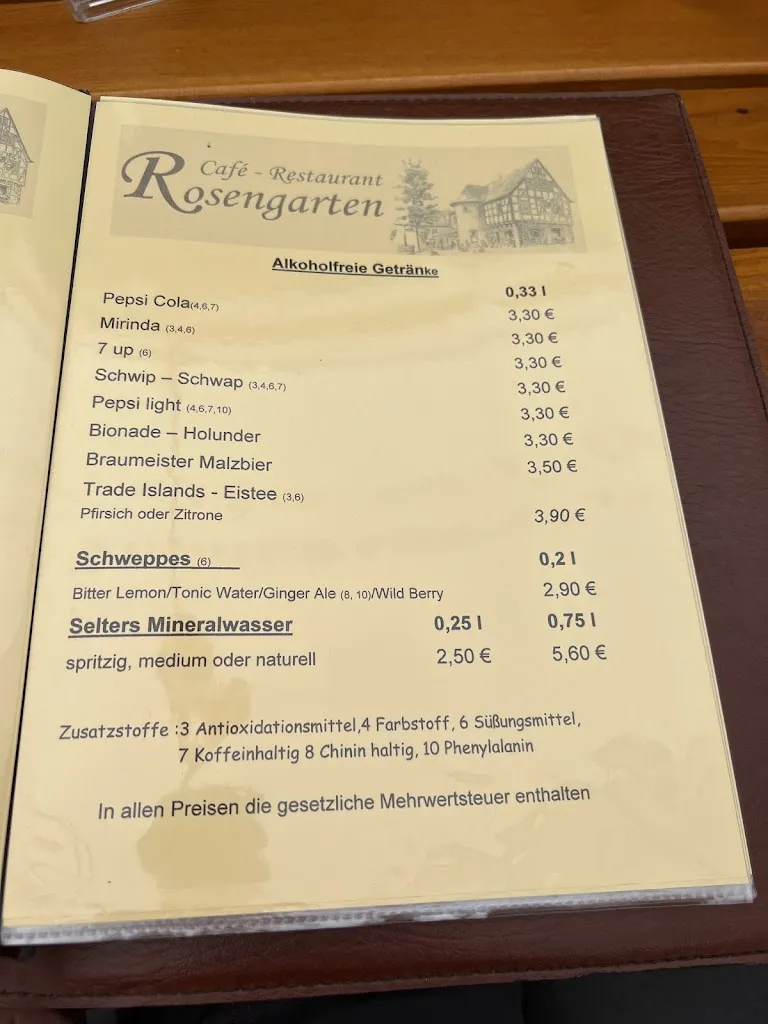 Café - Restaurant
Rosengarten
Alkoholfreie Getränke
0,33 l
Pepsi Cola(4,6,7) 3,30 €
Mirinda (3,4,6) 3,30 €
7 up (6) 3,30 €
Schwip – Schwap (3,4,6,7) 3,30 €
Pepsi light (4,6,7,10) 3,30 €
Bionade – Holunder 3,30 €
Braumeister Malzbier 3,50 €
Trade Islands - Eistee (3,6)
Pfirsich oder Zitrone 3,90 €
Schweppes (6) 0,2 l
Bitter Lemon/Tonic Water/Ginger Ale (8, 10)/Wild Berry 2,90 €
Selters Mineralwasser 0,25 l 0,75 l
spritzig, medium oder naturell 2,50 € 5,60 €
Zusatzstoffe :3 Antioxidationsmittel,4 Farbstoff, 6 Süßungsmittel,
7 Koffeinhaltig 8 Chinin haltig, 10 Phenylalanin
In allen Preisen die gesetzliche Mehrwertsteuer enthalten